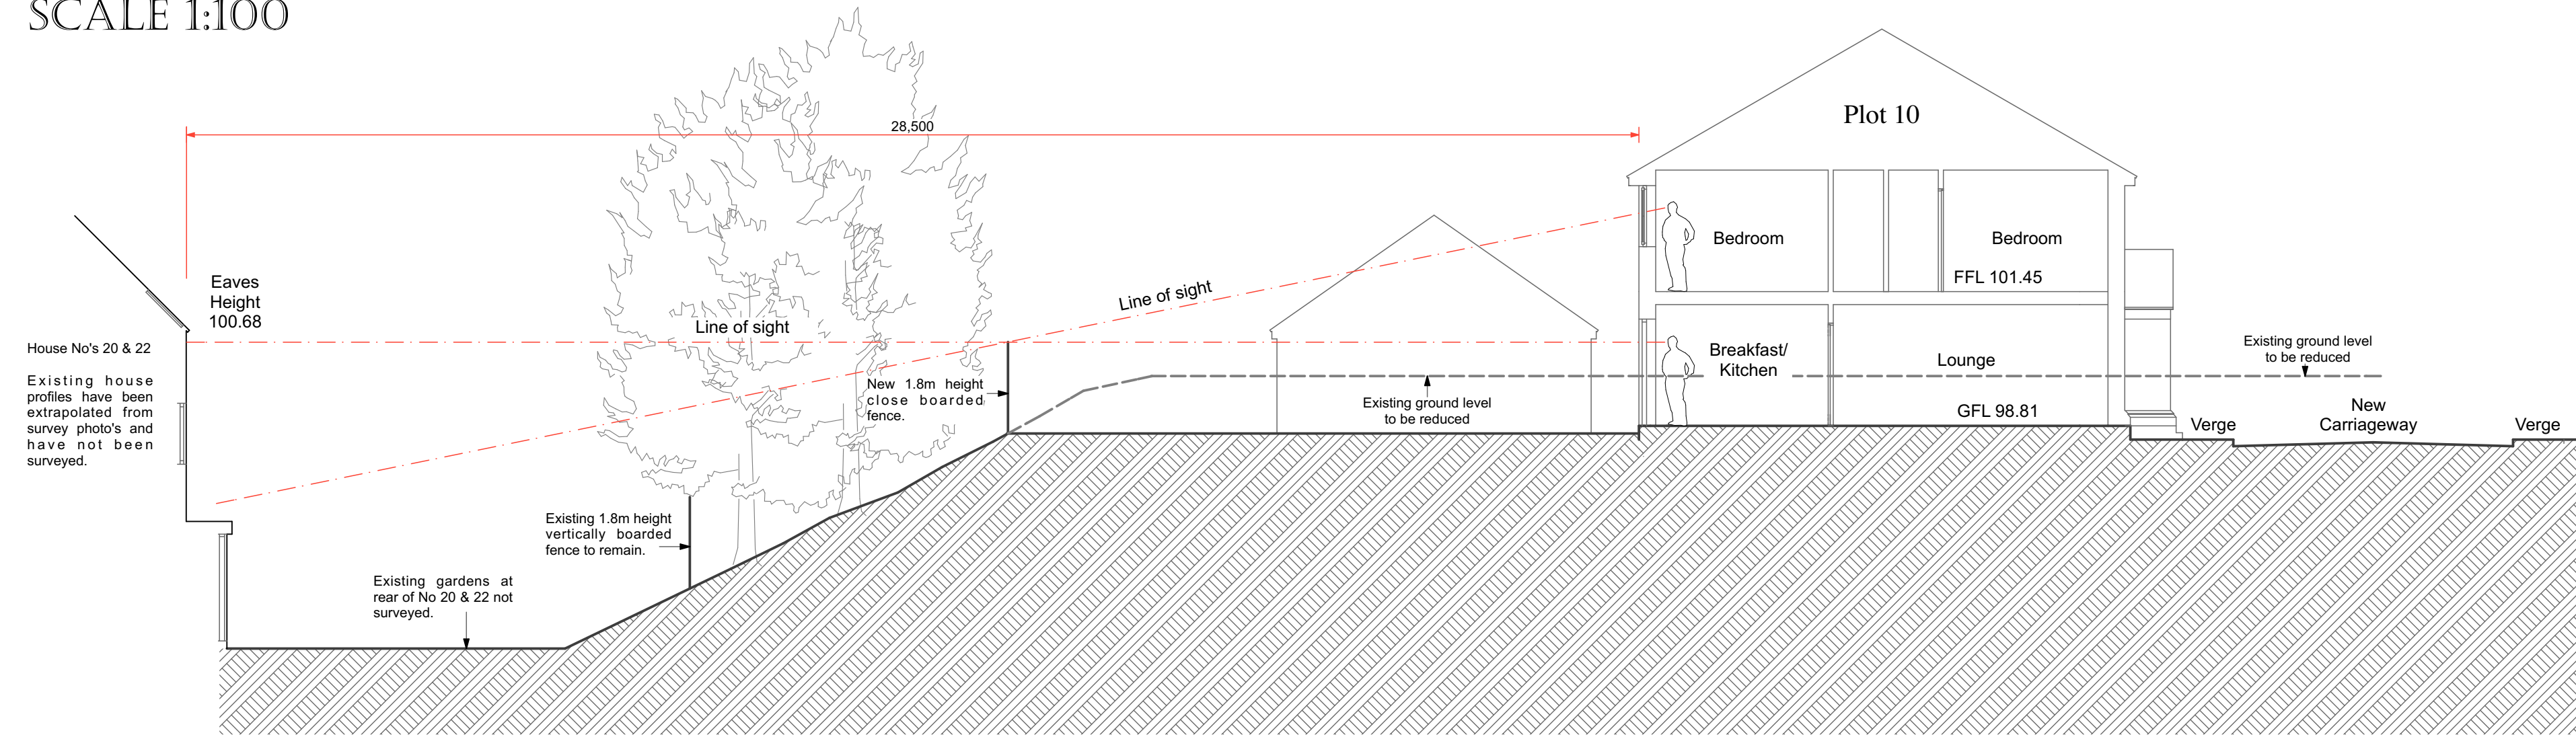 SCALE 1:100
28,500
Plot 10
Eaves
Height
100.68
House No's 20 & 22
Existing house
profiles have been
extrapolated from
survey photo's and
have not been
surveyed.
Line of sight
Line of sight
New 1.8m height
close boarded
fence.
Existing 1.8m height
vertically boarded
fence to remain.
Existing gardens at
rear of No 20 & 22 not
surveyed.
Existing ground level
to be reduced
Bedroom
Bedroom
FFL 101.45
Breakfast/
Kitchen
Lounge
GFL 98.81
Existing ground level
to be reduced
Verge
New
Carriageway
Verge